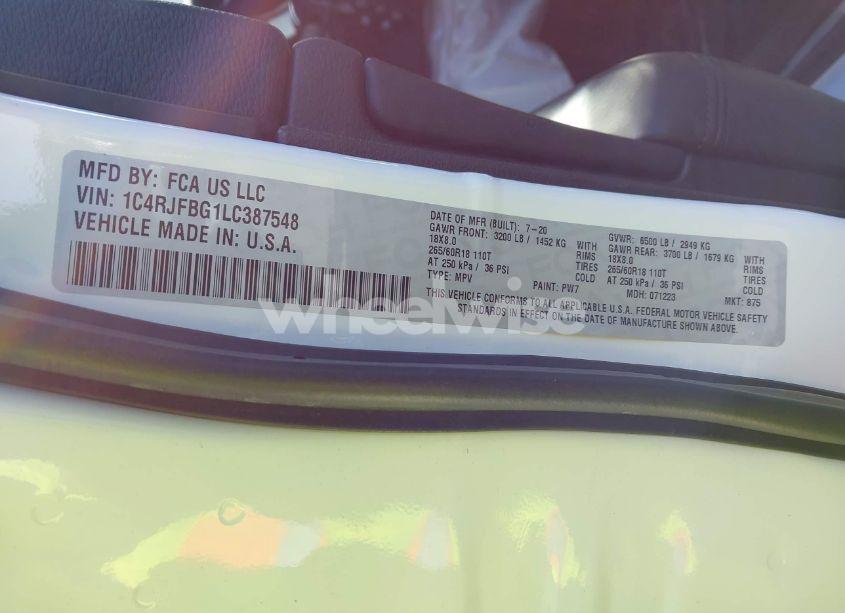 MFD BY: FCA US LLC
VIN: 1C4RJFBG1LC387548
VEHICLE MADE IN: U.S.A.
DATE OF MFR (BUILT): 7-20 GVWR: 6500 LB / 2949 KG
GAWR FRONT: 3200 LB / 1452 KG WITH GAWR REAR: 3700 LB / 1679 KG WITH
18X8.0 RIMS 18X8.0 RIMS
265/60R18 110T TIRES 265/60R18 110T TIRES
AT 250 kPa / 36 PSI COLD AT 250 kPa / 36 PSI COLD
TYPE: MPV PAINT: PW7 MDH: 071223 MKT: 875
THIS VEHICLE CONFORMS TO ALL APPLICABLE U.S.A. FEDERAL MOTOR VEHICLE SAFETY
STANDARDS IN EFFECT ON THE DATE OF MANUFACTURE SHOWN ABOVE.
wheelwise